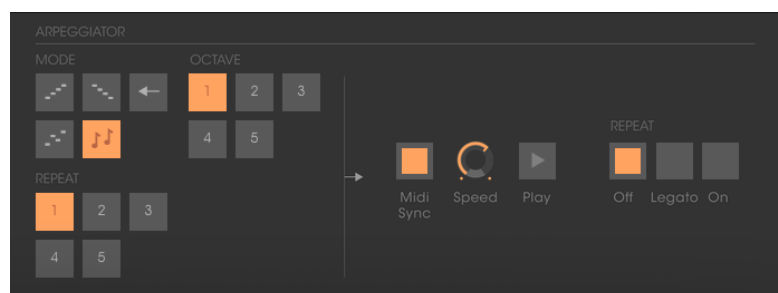 ARPEGGIATOR
MODE
OCTAVE
1 2 3
4 5
REPEAT
1 2 3
4 5
Midi Sync
Speed
Play
REPEAT
Off Legato On